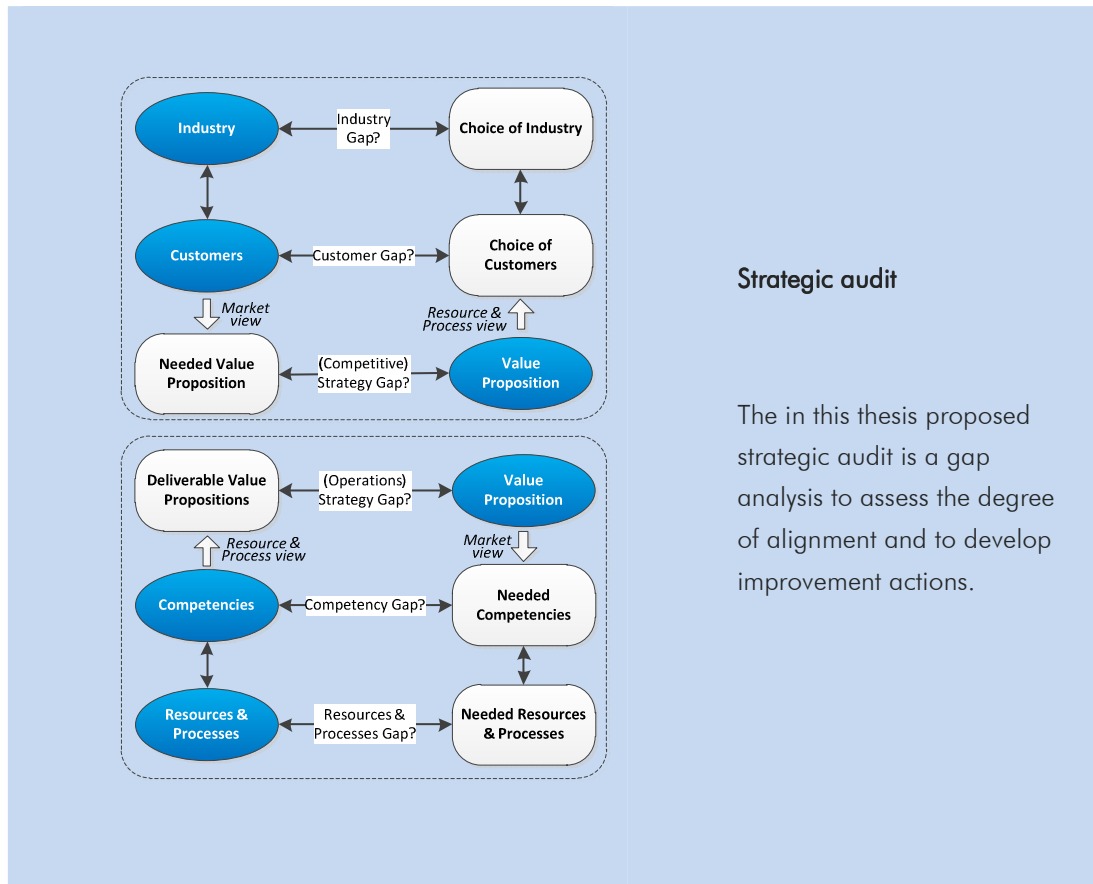 Industry
Industry
Gap?
Choice of Industry
Customers
Customer Gap?
Choice of
Customers
Market
view
Resource &
Process view
Needed Value
Proposition
(Competitive)
Strategy Gap?
Value
Proposition
Deliverable Value
Propositions
(Operations)
Strategy Gap?
Value
Proposition
Resource &
Process view
Market
view
Competencies
Competency Gap?
Needed
Competencies
Resources &
Processes
Resources &
Processes Gap?
Needed Resources
& Processes
Strategic audit
The in this thesis proposed
strategic audit is a gap
analysis to assess the degree
of alignment and to develop
improvement actions.